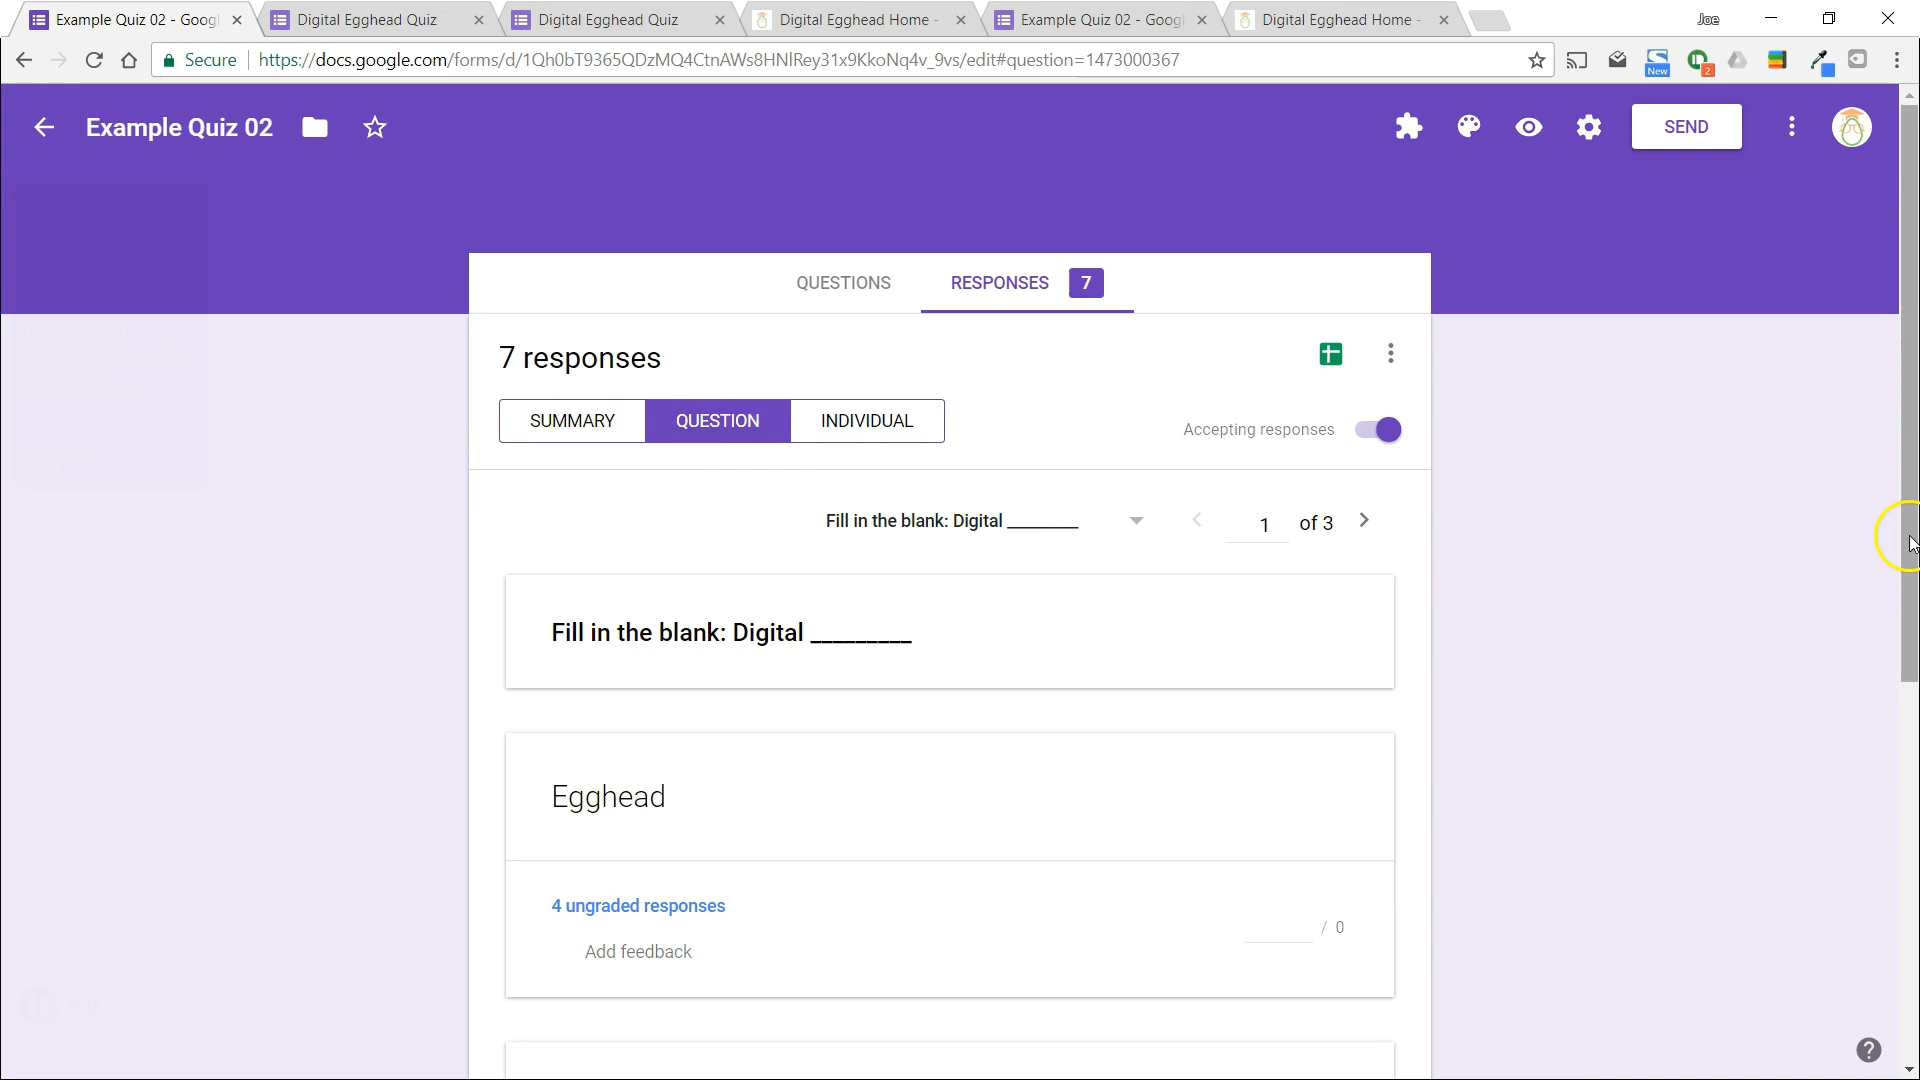 Example Quiz 02 - Googl
Digital Egghead Quiz
Digital Egghead Quiz
Digital Egghead Home -
Example Quiz 02 - Googl
Digital Egghead Home -
Joe
Secure
https://docs.google.com/forms/d/1Qh0bT9365QDzMQ4CtnAWs8HNlRey31x9KkoNq4v_9vs/edit#question=1473000367
New
2
Example Quiz 02
SEND
QUESTIONS
RESPONSES 7
7 responses
SUMMARY
QUESTION
INDIVIDUAL
Accepting responses
Fill in the blank: Digital _________
1 of 3
Fill in the blank: Digital _________
Egghead
4 ungraded responses
/ 0
Add feedback